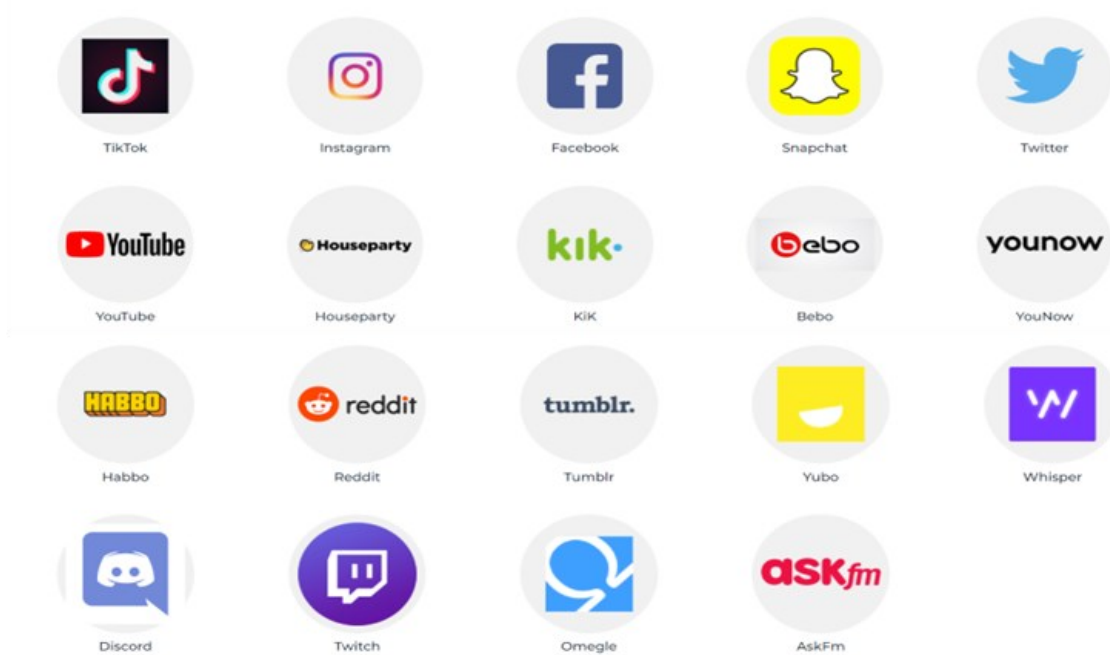 TikTok Instagram Facebook Snapchat Twitter
YouTube Houseparty kik bebo younow
YouTube Houseparty KiK Bebo YouNow
HABBO reddit tumblr.
Habbo Reddit Tumblr Yubo Whisper
askfm
Discord Twitch Omegle AskFm